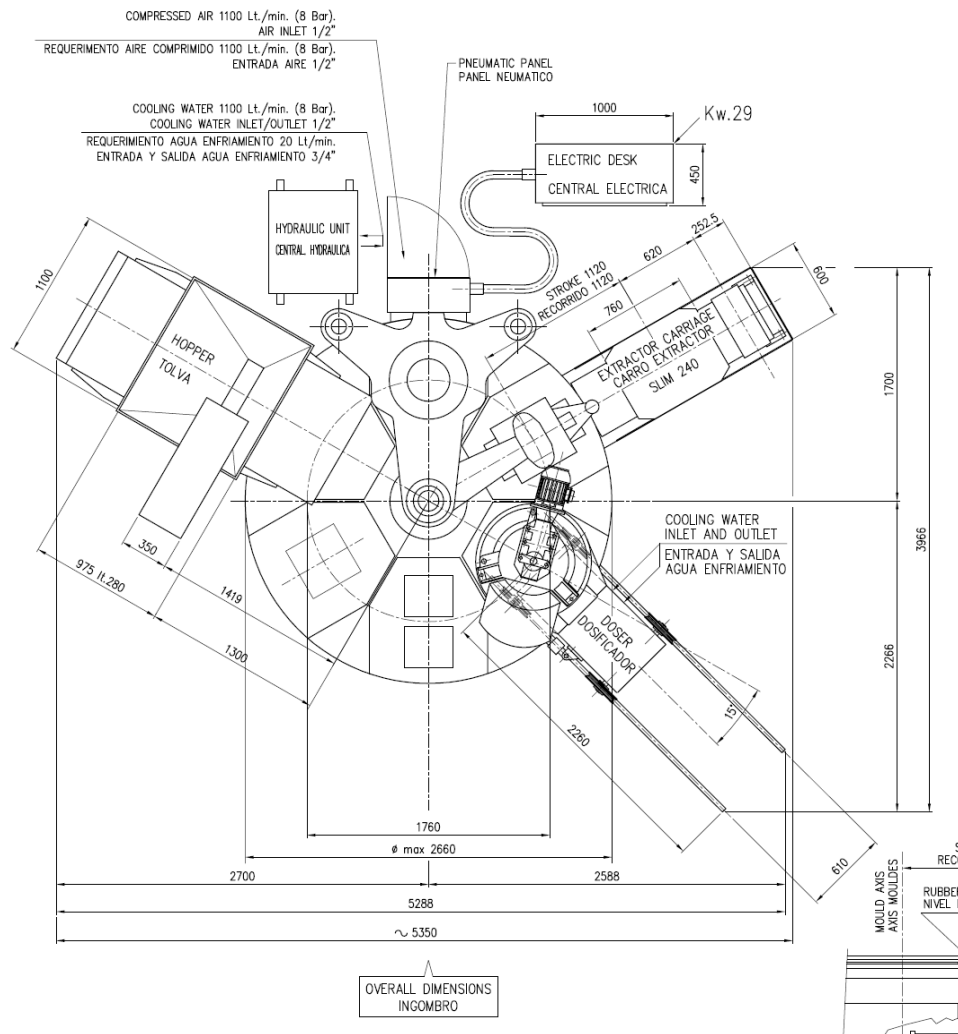 COMPRESSED AIR 1100 Lt./min. (8 Bar).
AIR INLET 1/2"
REQUERIMENTO AIRE COMPRIMIDO 1100 Lt./min. (8 Bar).
ENTRADA AIRE 1/2"
PNEUMATIC PANEL
PANEL NEUMATICO
COOLING WATER 1100 Lt./min. (8 Bar).
COOLING WATER INLET/OUTLET 1/2"
REQUERIMIENTO AGUA ENFRIAMIENTO 20 Lt/min.
ENTRADA Y SALIDA AGUA ENFRIAMIENTO 3/4"
1000
Kw.29
ELECTRIC DESK
CENTRAL ELECTRICA
450
HYDRAULIC UNIT
CENTRAL HYDRAULICA
252.5
620
STROKE 1120
RECORRIDO 1120
760
600
1100
HOPPER
TOLVA
EXTRACTOR CARRIAGE
CARRO EXTRACTOR
SLIM 240
1700
3966
COOLING WATER
INLET AND OUTLET
ENTRADA Y SALIDA
AGUA ENFRIAMIENTO
350
975 lt.280
1419
1300
DOSER
DOSIFICADOR
2266
15°
2260
1760
ø max 2660
610
2700
2588
5288
~ 5350
MOULD AXIS
AXIS MOULDES
S
RECO
RUBBER
NIVEL
OVERALL DIMENSIONS
INGOMBRO